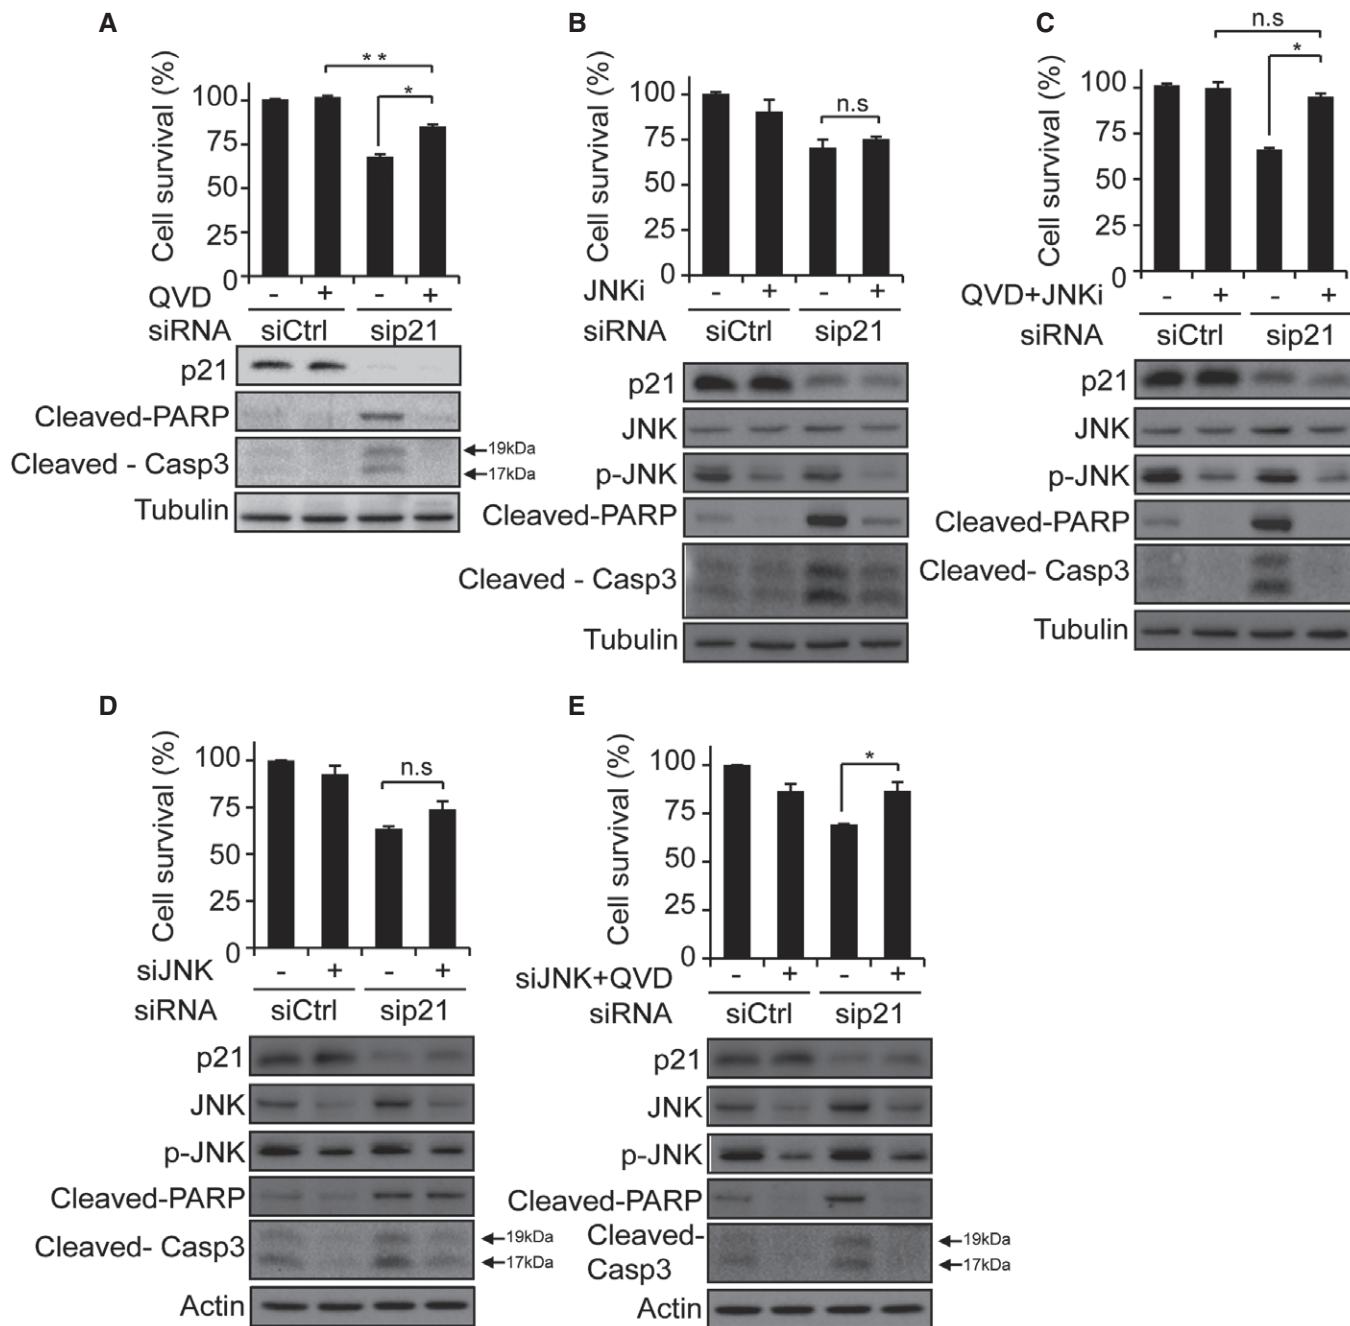 A
Cell survival (%)
100
75
50
25
0
* *
*
QVD - + - +
siRNA siCtrl sip21
p21
Cleaved-PARP
Cleaved - Casp3
19kDa
17kDa
Tubulin
B
Cell survival (%)
100
75
50
25
0
n.s
JNKi - + - +
siRNA siCtrl sip21
p21
JNK
p-JNK
Cleaved-PARP
Cleaved - Casp3
Tubulin
C
Cell survival (%)
100
75
50
25
0
n.s
*
QVD+JNKi - + - +
siRNA siCtrl sip21
p21
JNK
p-JNK
Cleaved-PARP
Cleaved- Casp3
Tubulin
D
Cell survival (%)
100
75
50
25
0
n.s
siJNK - + - +
siRNA siCtrl sip21
p21
JNK
p-JNK
Cleaved-PARP
Cleaved- Casp3
19kDa
17kDa
Actin
E
Cell survival (%)
100
75
50
25
0
*
siJNK+QVD - + - +
siRNA siCtrl sip21
p21
JNK
p-JNK
Cleaved-PARP
Cleaved-
Casp3
19kDa
17kDa
Actin